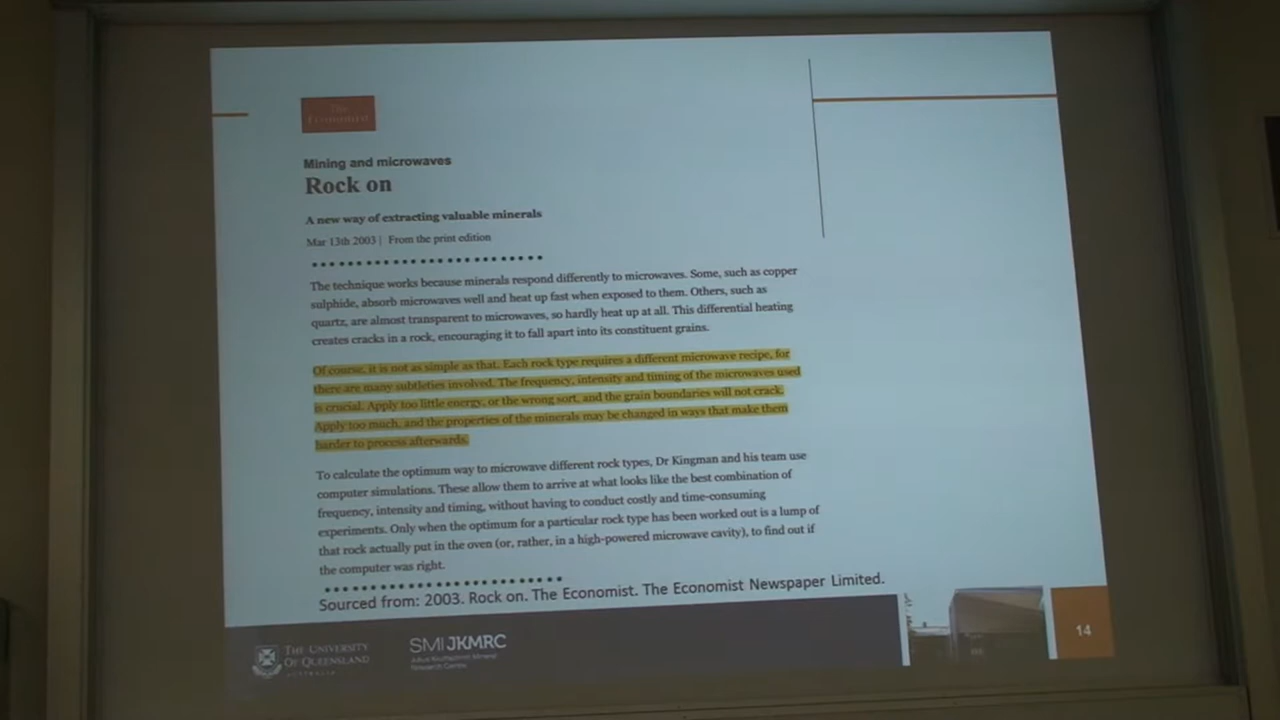 The
Economist
Mining and microwaves
Rock on
A new way of extracting valuable minerals
Mar 13th 2003 | From the print edition
The technique works because minerals respond differently to microwaves. Some, such as copper
sulphide, absorb microwaves well and heat up fast when exposed to them. Others, such as
quartz, are almost transparent to microwaves, so hardly heat up at all. This differential heating
creates cracks in a rock, encouraging it to fall apart into its constituent grains.
Of course, it is not as simple as that. Each rock type requires a different microwave recipe, for
there are many subtleties involved. The frequency, intensity and timing of the microwaves used
is crucial. Apply too little energy, or the wrong sort, and the grain boundaries will not crack.
Apply too much, and the properties of the minerals may be changed in ways that make them
harder to process afterwards.
To calculate the optimum way to microwave different rock types, Dr Kingman and his team use
computer simulations. These allow them to arrive at what looks like the best combination of
frequency, intensity and timing, without having to conduct costly and time-consuming
experiments. Only when the optimum for a particular rock type has been worked out is a lump of
that rock actually put in the oven (or, rather, in a high-powered microwave cavity), to find out if
the computer was right.
Sourced from: 2003. Rock on. The Economist. The Economist Newspaper Limited.
THE UNIVERSITY
OF QUEENSLAND
AUSTRALIA
SMI JKMRC
Julius Kruttschnitt Mineral
Research Centre
14